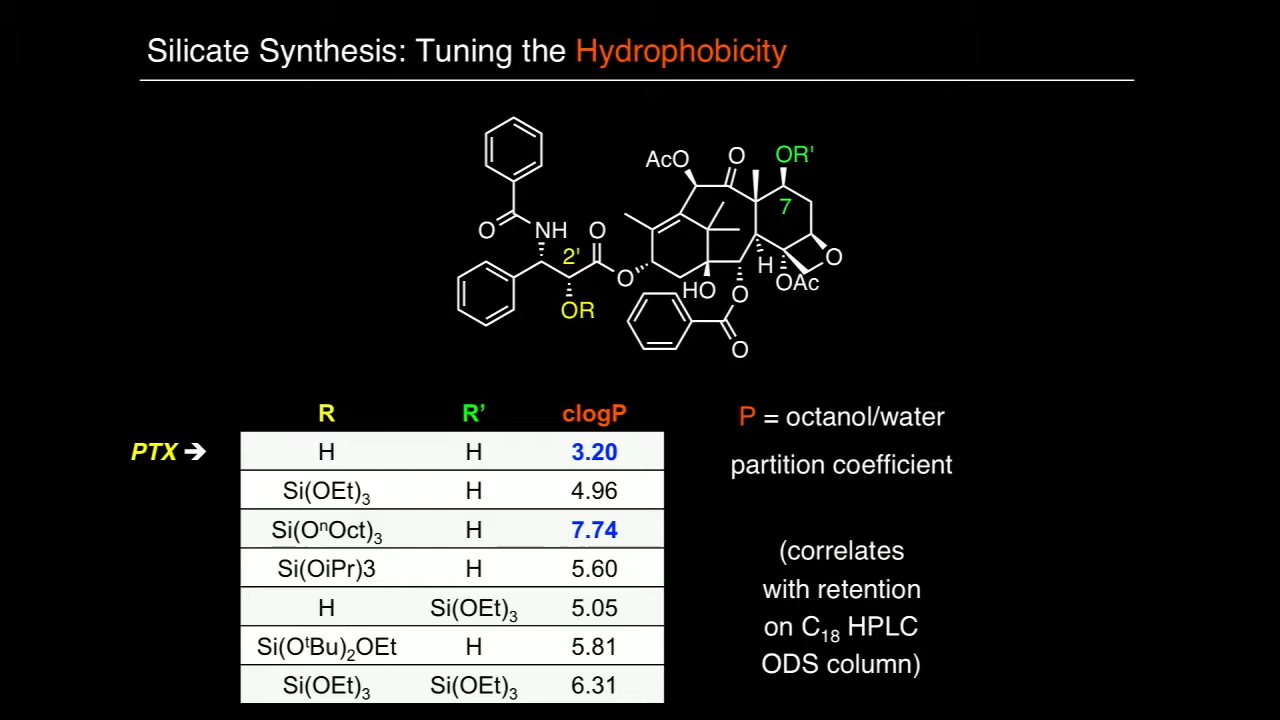 Silicate Synthesis: Tuning the Hydrophobicity
AcO
O
OR'
7
O
NH
O
2'
O
H
O
OR
HO
O
OAc
O
R R’ clogP
PTX ➔ H H 3.20
Si(OEt)₃ H 4.96
Si(OⁿOct)₃ H 7.74
Si(OiPr)3 H 5.60
H Si(OEt)₃ 5.05
Si(OᵗBu)₂OEt H 5.81
Si(OEt)₃ Si(OEt)₃ 6.31
P = octanol/water
partition coefficient
(correlates
with retention
on C₁₈ HPLC
ODS column)